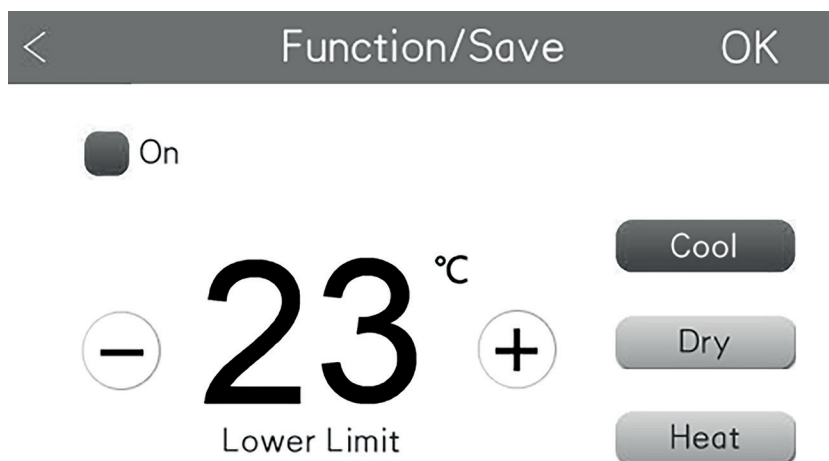 < Function/Save OK
On
Cool
23 °C
− +
Dry
Lower Limit
Heat